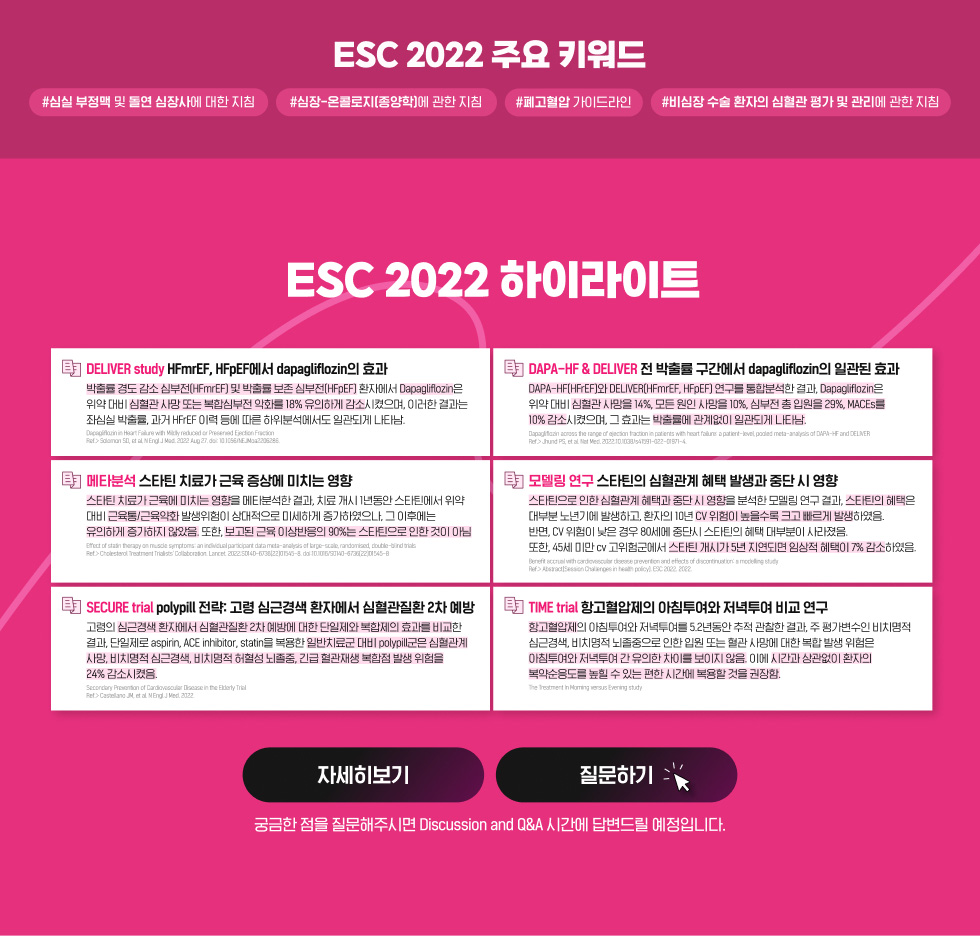 ESC 2022 주요 키워드
#심실 부정맥 및 돌연 심장사에 대한 지침
#심장-온콜로지(종양학)에 관한 지침
#폐고혈압 가이드라인
#비심장 수술 환자의 심혈관 평가 및 관리에 관한 지침
ESC 2022 하이라이트
DELIVER study HFmrEF, HFpEF에서 dapagliflozin의 효과
박출률 경도 감소 심부전(HFmrEF) 및 박출률 보존 심부전(HFpEF) 환자에서 Dapagliflozin은
위약 대비 심혈관 사망 또는 복합심부전 악화를 18% 유의하게 감소시켰으며, 이러한 결과는
좌심실 박출률, 과거 HFrEF 이력 등에 따른 하위분석에서도 일관되게 나타남.
Dapagliflozin in Heart Failure with Mildly reduced or Preserved Ejection Fraction
Ref.> Solomon SD, et al. N Engl J Med. 2022 Aug 27. doi: 10.1056/NEJMoa2206286.
DAPA-HF & DELIVER 전 박출률 구간에서 dapagliflozin의 일관된 효과
DAPA-HF(HFrEF)와 DELIVER(HFmrEF, HFpEF) 연구를 통합분석한 결과, Dapagliflozin은
위약 대비 심혈관 사망을 14%, 모든 원인 사망을 10%, 심부전 총 입원을 29%, MACEs를
10% 감소시켰으며, 그 효과는 박출률에 관계없이 일관되게 나타남.
Dapagliflozin across the range of ejection fraction in patients with heart failure: a patient-level, pooled meta-analysis of DAPA-HF and DELIVER
Ref.> Jhund PS, et al. Nat Med. 2022.10.1038/s41591-022-01971-4.
메타분석 스타틴 치료가 근육 증상에 미치는 영향
스타틴 치료가 근육에 미치는 영향을 메타분석한 결과, 치료 개시 1년동안 스타틴에서 위약
대비 근육통/근육약화 발생위험이 상대적으로 미세하게 증가하였으나, 그 이후에는
유의하게 증가하지 않았음. 또한, 보고된 근육 이상반응의 90%는 스타틴으로 인한 것이 아님
Effect of statin therapy on muscle symptoms: an individual participant data meta-analysis of large-scale, randomised, double-blind trials
Ref.> Cholesterol Treatment Trialists' Collaboration. Lancet. 2022:S0140-6736(22)01545-8. doi: 10.1016/S0140-6736(22)01545-8
모델링 연구 스타틴의 심혈관계 혜택 발생과 중단 시 영향
스타틴으로 인한 심혈관계 혜택과 중단 시 영향을 분석한 모델링 연구 결과, 스타틴의 혜택은
대부분 노년기에 발생하고, 환자의 10년 CV 위험이 높을수록 크고 빠르게 발생하였음.
반면, CV 위험이 낮은 경우 80세에 중단시 스타틴의 혜택 대부분이 사라졌음.
또한, 45세 미만 cv 고위험군에서 스타틴 개시가 5년 지연되면 임상적 혜택이 7% 감소하였음.
Benefit accrual with cardiovascular disease prevention and effects of discontinuation: a modelling study
Ref.> Abstract(Session Challenges in health policy), ESC 2022. 2022.
SECURE trial polypill 전략: 고령 심근경색 환자에서 심혈관질환 2차 예방
고령의 심근경색 환자에서 심혈관질환 2차 예방에 대한 단일제와 복합제의 효과를 비교한
결과, 단일제로 aspirin, ACE inhibitor, statin을 복용한 일반치료군 대비 polypill군은 심혈관계
사망, 비치명적 심근경색, 비치명적 허혈성 뇌졸중, 긴급 혈관재생 복합점 발생 위험을
24% 감소시켰음.
Secondary Prevention of Cardiovascular Disease in the Elderly Trial
Ref.> Castellano JM, et al. N Engl J Med. 2022.
TIME trial 항고혈압제의 아침투여와 저녁투여 비교 연구
항고혈압제의 아침투여와 저녁투여를 5.2년동안 추적 관찰한 결과, 주 평가변수인 비치명적
심근경색, 비치명적 뇌졸중으로 인한 입원 또는 혈관 사망에 대한 복합 발생 위험은
아침투여와 저녁투여 간 유의한 차이를 보이지 않음. 이에 시간과 상관없이 환자의
복약순응도를 높힐 수 있는 편한 시간에 복용할 것을 권장함.
The Treatment In Morning versus Evening study
자세히보기
질문하기
궁금한 점을 질문해주시면 Discussion and Q&A 시간에 답변드릴 예정입니다.